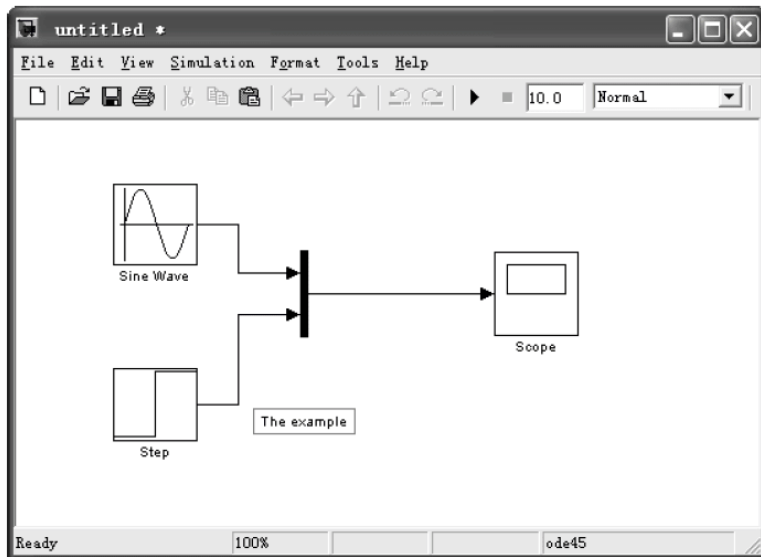 untitled *
File Edit View Simulation Format Tools Help
10.0 Normal
Sine Wave
Scope
The example
Step
Ready 100% ode45